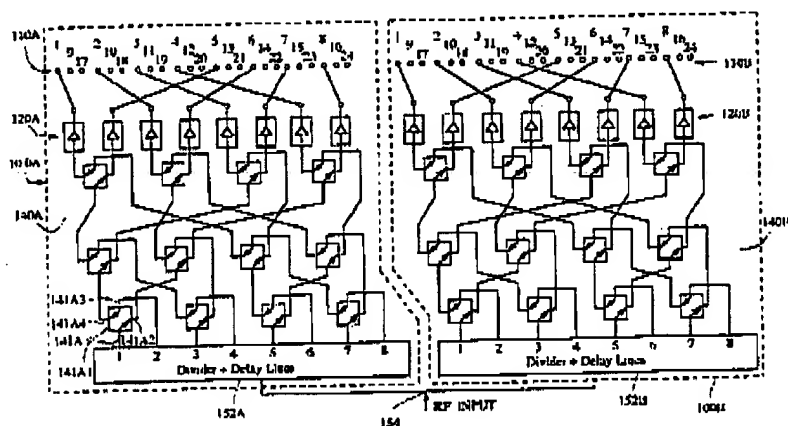 1 2 3 4 5 6 7 8
9 10 11 12 13 14 15 16
17 18 19 20 21 22 23 24
110A
120A
140A
141A3
141A4
141A1
141A2
1 2 3 4 5 6 7 8
Divider + Delay Lines
152A
1 2 3 4 5 6 7 8
9 10 11 12 13 14 15 16
17 18 19 20 21 22 23 24
110B
120B
1 2 3 4 5 6 7 8
Divider + Delay Lines
152B
100B
154
RF INPUT